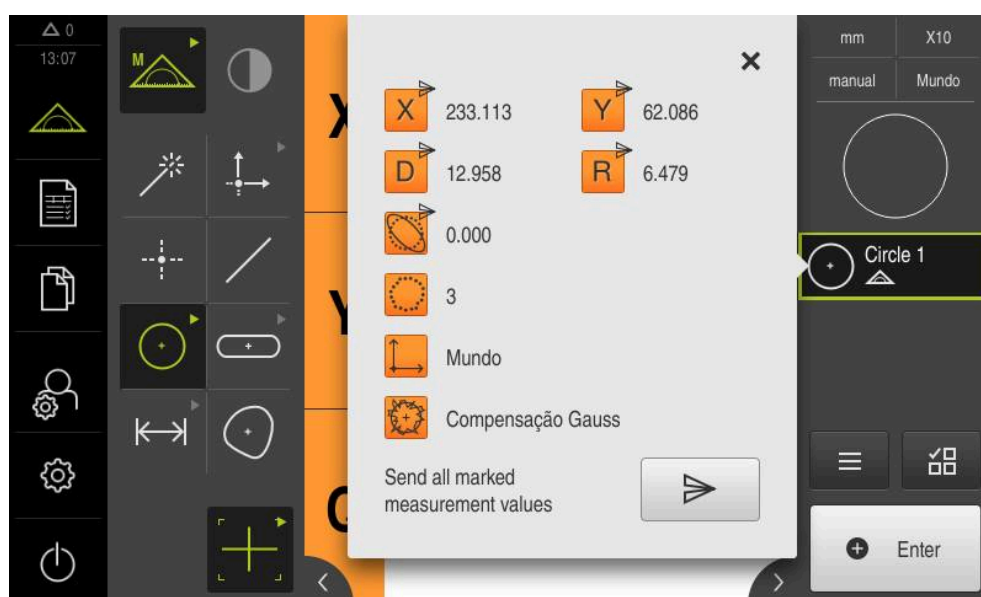 0
13:07
M
X
Y
X 233.113
Y 62.086
D 12.958
R 6.479
0.000
3
Mundo
Compensação Gauss
Send all marked
measurement values
mm
X10
manual
Mundo
Circle 1
Enter